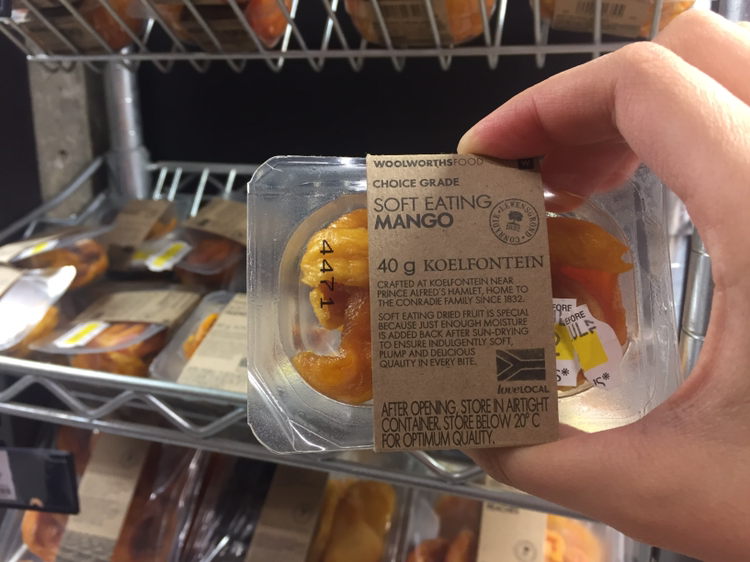 WOOLWORTHSFOOD W
CHOICE GRADE
SOFT EATING
MANGO
40 g KOELFONTEIN
CRAFTED AT KOELFONTEIN NEAR
PRINCE ALFRED'S HAMLET, HOME TO
THE CONRADIE FAMILY SINCE 1832.
SOFT EATING DRIED FRUIT IS SPECIAL
BECAUSE JUST ENOUGH MOISTURE
IS ADDED BACK AFTER SUN-DRYING
TO ENSURE INDULGENTLY SOFT,
PLUMP AND DELICIOUS
QUALITY IN EVERY BITE.
loveLOCAL
AFTER OPENING, STORE IN AIRTIGHT
CONTAINER. STORE BELOW 20° C
FOR OPTIMUM QUALITY.
4471